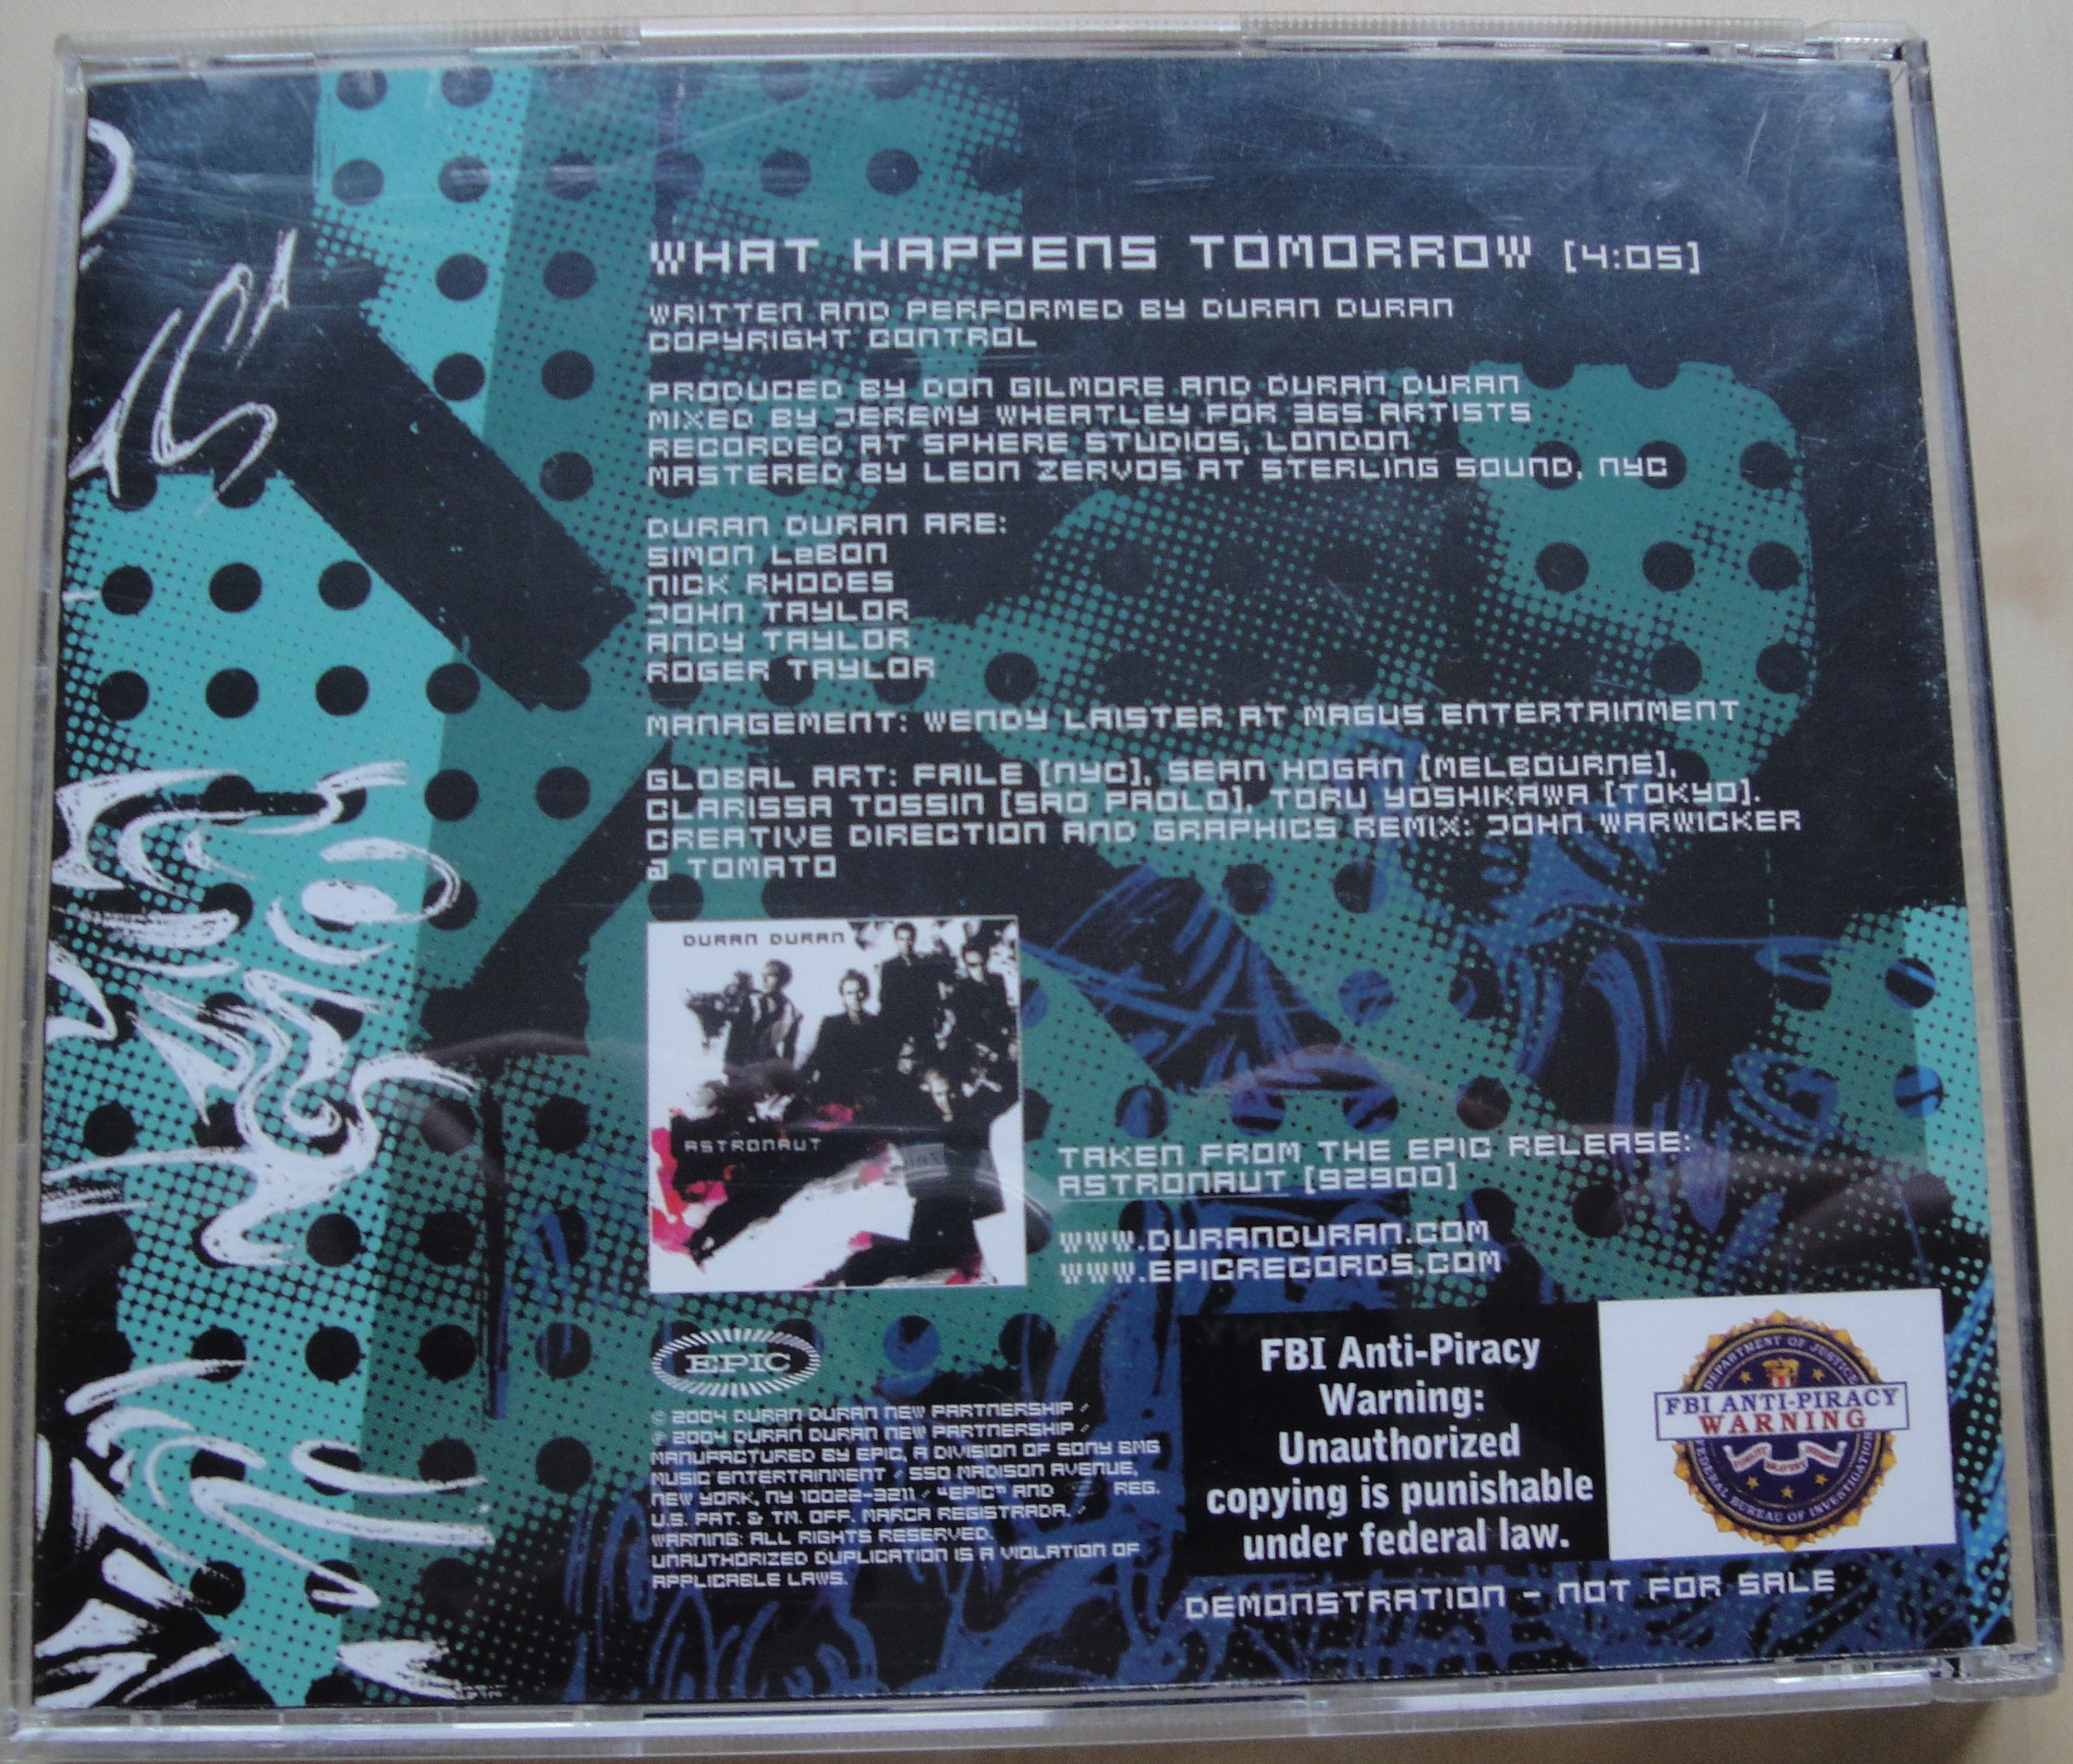 WHAT HAPPENS TOMORROW [4:05]
WRITTEN AND PERFORMED BY DURAN DURAN
COPYRIGHT CONTROL
PRODUCED BY DON GILMORE AND DURAN DURAN
MIXED BY JEREMY WHEATLEY FOR 365 ARTISTS
RECORDED AT SPHERE STUDIOS, LONDON
MASTERED BY LEON ZERVOS AT STERLING SOUND, NYC
DURAN DURAN ARE:
SIMON LeBON
NICK RHODES
JOHN TAYLOR
ANDY TAYLOR
ROGER TAYLOR
MANAGEMENT: WENDY LAISTER AT MAGUS ENTERTAINMENT
GLOBAL ART: FAILE [NYC], SEAN HOGAN [MELBOURNE],
CLARISSA TOSSIN [SAO PAOLO], TORU YOSHIKAWA [TOKYO].
CREATIVE DIRECTION AND GRAPHICS REMIX: JOHN WARWICKER
@ TOMATO
DURAN DURAN
ASTRONAUT
TAKEN FROM THE EPIC RELEASE:
ASTRONAUT [92900]
WWW.DURANDURAN.COM
WWW.EPICRECORDS.COM
EPIC
© 2004 DURAN DURAN NEW PARTNERSHIP /
℗ 2004 DURAN DURAN NEW PARTNERSHIP /
MANUFACTURED BY EPIC, A DIVISION OF SONY BMG
MUSIC ENTERTAINMENT / 550 MADISON AVENUE,
NEW YORK, NY 10022-3211 / "EPIC" AND REG.
U.S. PAT. & TM. OFF. MARCA REGISTRADA. /
WARNING: ALL RIGHTS RESERVED.
UNAUTHORIZED DUPLICATION IS A VIOLATION OF
APPLICABLE LAWS.
FBI Anti-Piracy
Warning:
Unauthorized
copying is punishable
under federal law.
DEPARTMENT OF JUSTICE
FBI ANTI-PIRACY
WARNING
FEDERAL BUREAU OF INVESTIGATION
DEMONSTRATION - NOT FOR SALE